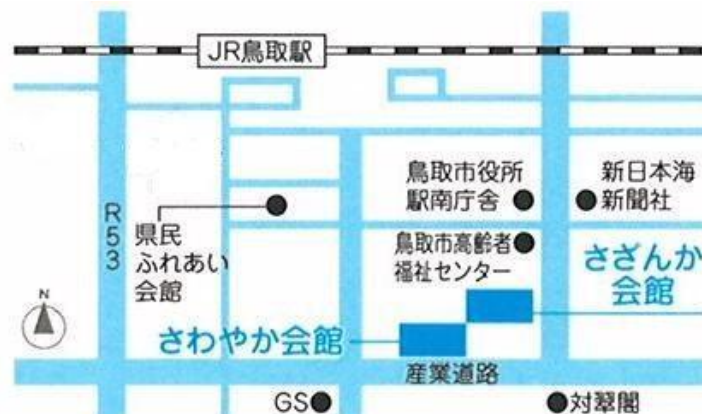 JR鳥取駅
鳥取市役所
駅南庁舎
新日本海
新聞社
R53
県民
ふれあい
会館
鳥取市高齢者
福祉センター
さざんか
会館
N
さわやか会館
産業道路
GS
対翠閣